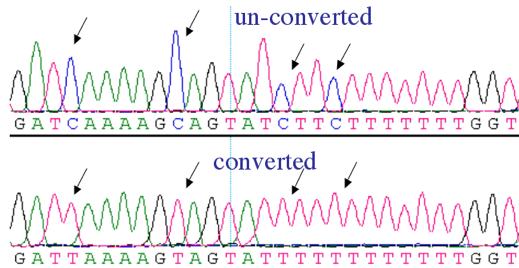 un-converted
G A T C A A A A G C A G T A T C T T C T T T T T T T G G T
converted
G A T T A A A A G T A G T A T T T T T T T T T T T T G G T